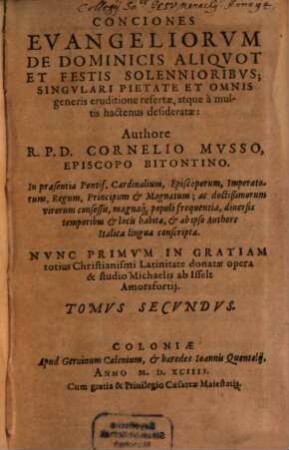 CONCIONES
EVANGELIORVM
DE DOMINICIS ALIQVOT
ET FESTIS SOLENNIORIBVS;
SINGVLARI PIETATE ET OMNIS
generis eruditione refertæ, atque à mul-
tis hactenus desideratæ:
Authore
R. P. D. CORNELIO MVSSO,
EPISCOPO BITONTINO.
In præsentia Pontif. Cardinalium, Episcoporum, Imperato-
rum, Regum, Principum & Magnatum; ac doctissimorum
virorum consessu, magnaq; populi frequentia, diuersis
temporibus & locis habitæ, & ab ipso Authore
Italica lingua conscriptæ.
NVNC PRIMVM IN GRATIAM
totius Christianismi Latinitate donatæ opera
& studio Michaelis ab Isselt
Amorfortij.
TOMVS SECVNDVS.
COLONIÆ
Apud Geruinum Calenium, & heredes Ioannis Quentelij,
ANNO M. D. XCIIII.
Cum gratia & Priuilegio Cæsareæ Maiestatis.